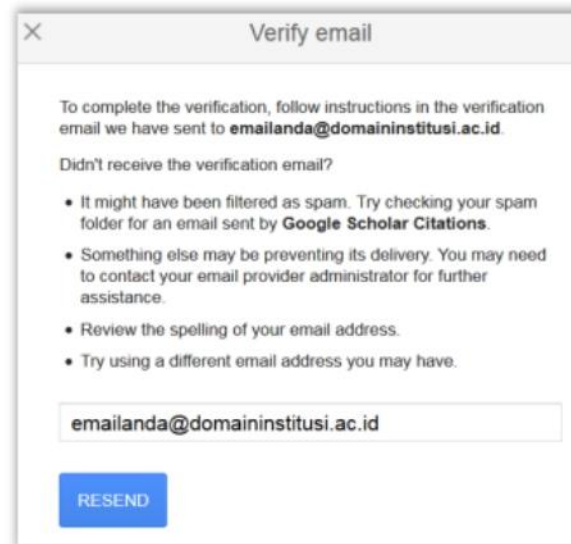 Verify email
To complete the verification, follow instructions in the verification
email we have sent to emailanda@domaininstitusi.ac.id.
Didn't receive the verification email?
• It might have been filtered as spam. Try checking your spam
folder for an email sent by Google Scholar Citations.
• Something else may be preventing its delivery. You may need
to contact your email provider administrator for further
assistance.
• Review the spelling of your email address.
• Try using a different email address you may have.
emailanda@domaininstitusi.ac.id
RESEND